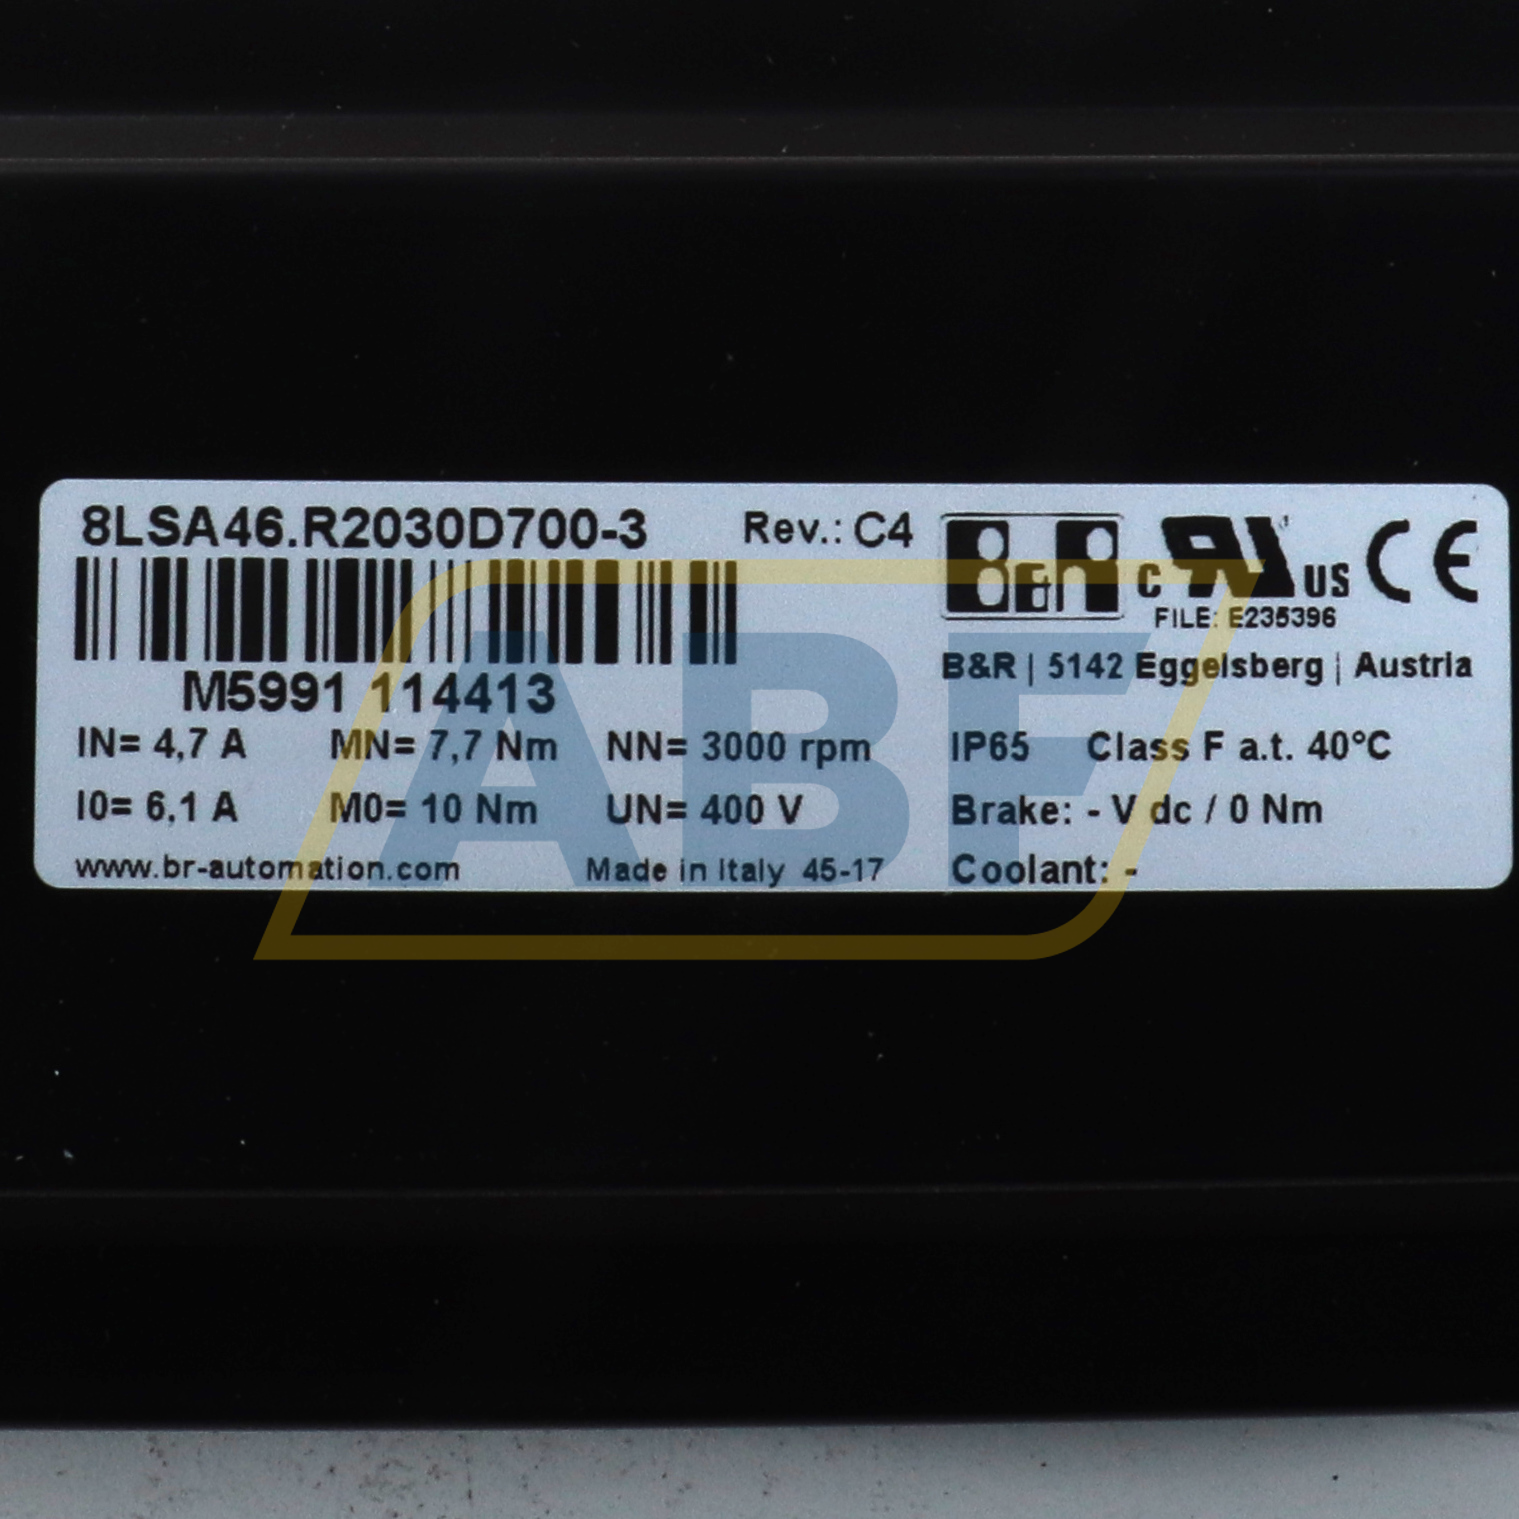 8LSA46.R2030D700-3 Rev.: C4
B&R
c RU US CE
FILE: E235396
M5991 114413
B&R | 5142 Eggelsberg | Austria
IN= 4,7 A MN= 7,7 Nm NN= 3000 rpm IP65 Class F a.t. 40°C
I0= 6,1 A M0= 10 Nm UN= 400 V Brake: - V dc / 0 Nm
www.br-automation.com Made in Italy 45-17 Coolant: -
ABF